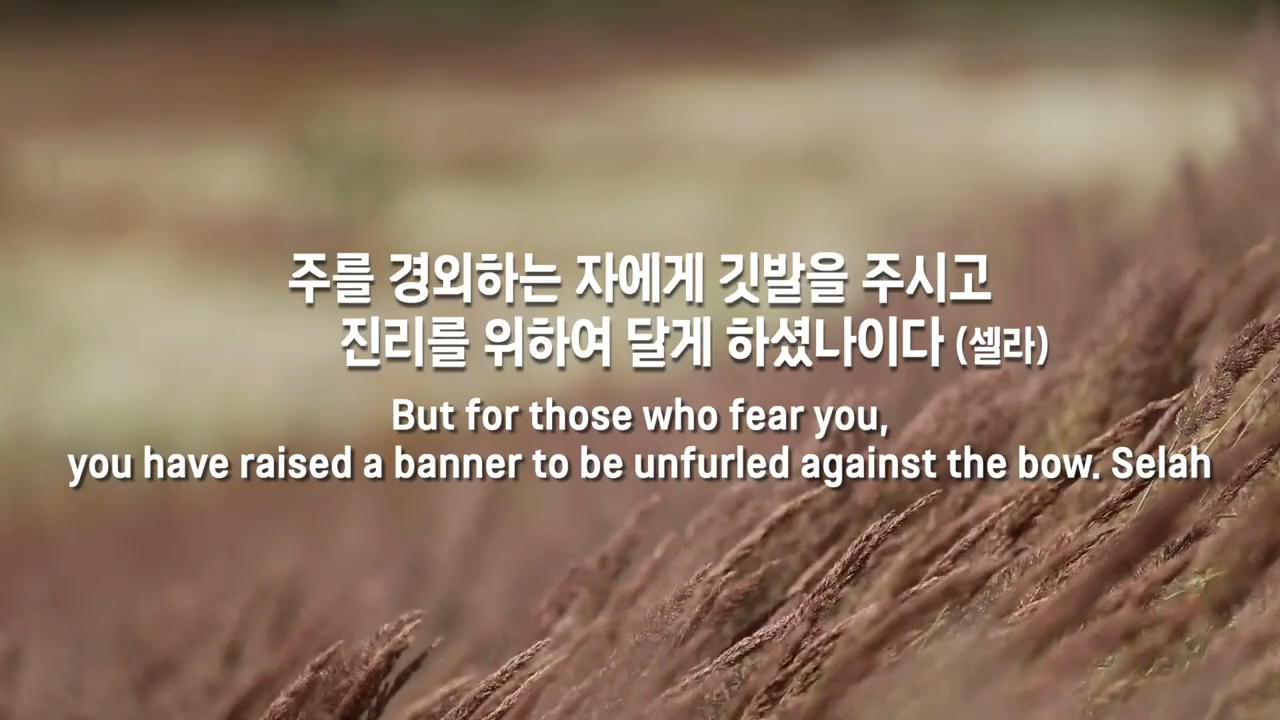 주를 경외하는 자에게 깃발을 주시고
진리를 위하여 달게 하셨나이다 (셀라)
But for those who fear you,
you have raised a banner to be unfurled against the bow. Selah